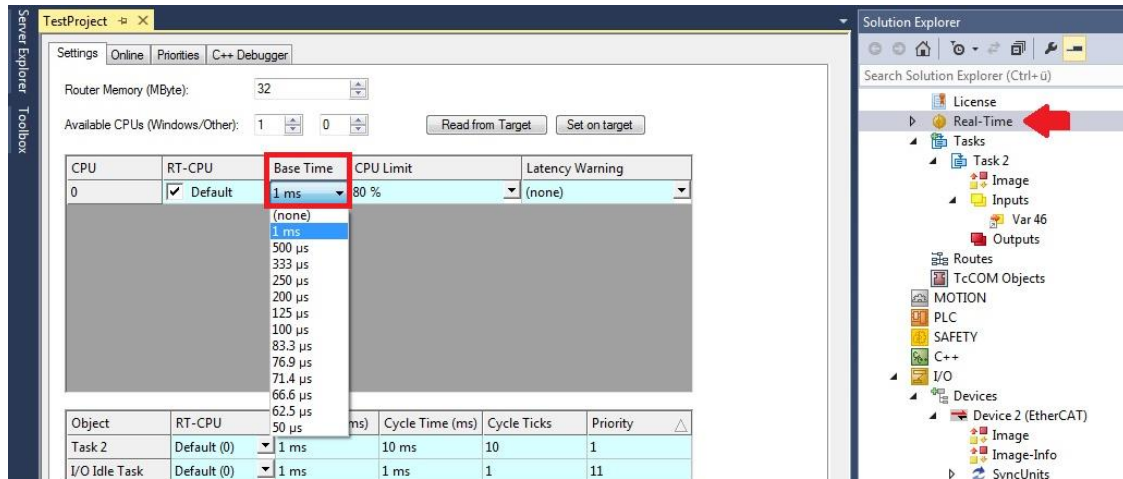 Server Explorer
Toolbox
TestProject
Settings Online Priorities C++ Debugger
Router Memory (MByte): 32
Available CPUs (Windows/Other): 1 0 Read from Target Set on target
CPU RT-CPU Base Time CPU Limit Latency Warning
0 Default 1 ms 80 % (none)
(none)
1 ms
500 µs
333 µs
250 µs
200 µs
125 µs
100 µs
83.3 µs
76.9 µs
71.4 µs
66.6 µs
62.5 µs
50 µs
Object RT-CPU ms) Cycle Time (ms) Cycle Ticks Priority
Task 2 Default (0) 1 ms 10 ms 10 1
I/O Idle Task Default (0) 1 ms 1 ms 1 11
Solution Explorer
Search Solution Explorer (Ctrl+ü)
License
Real-Time
Tasks
Task 2
Image
Inputs
Var 46
Outputs
Routes
TcCOM Objects
MOTION
PLC
SAFETY
C++
I/O
Devices
Device 2 (EtherCAT)
Image
Image-Info
SyncUnits